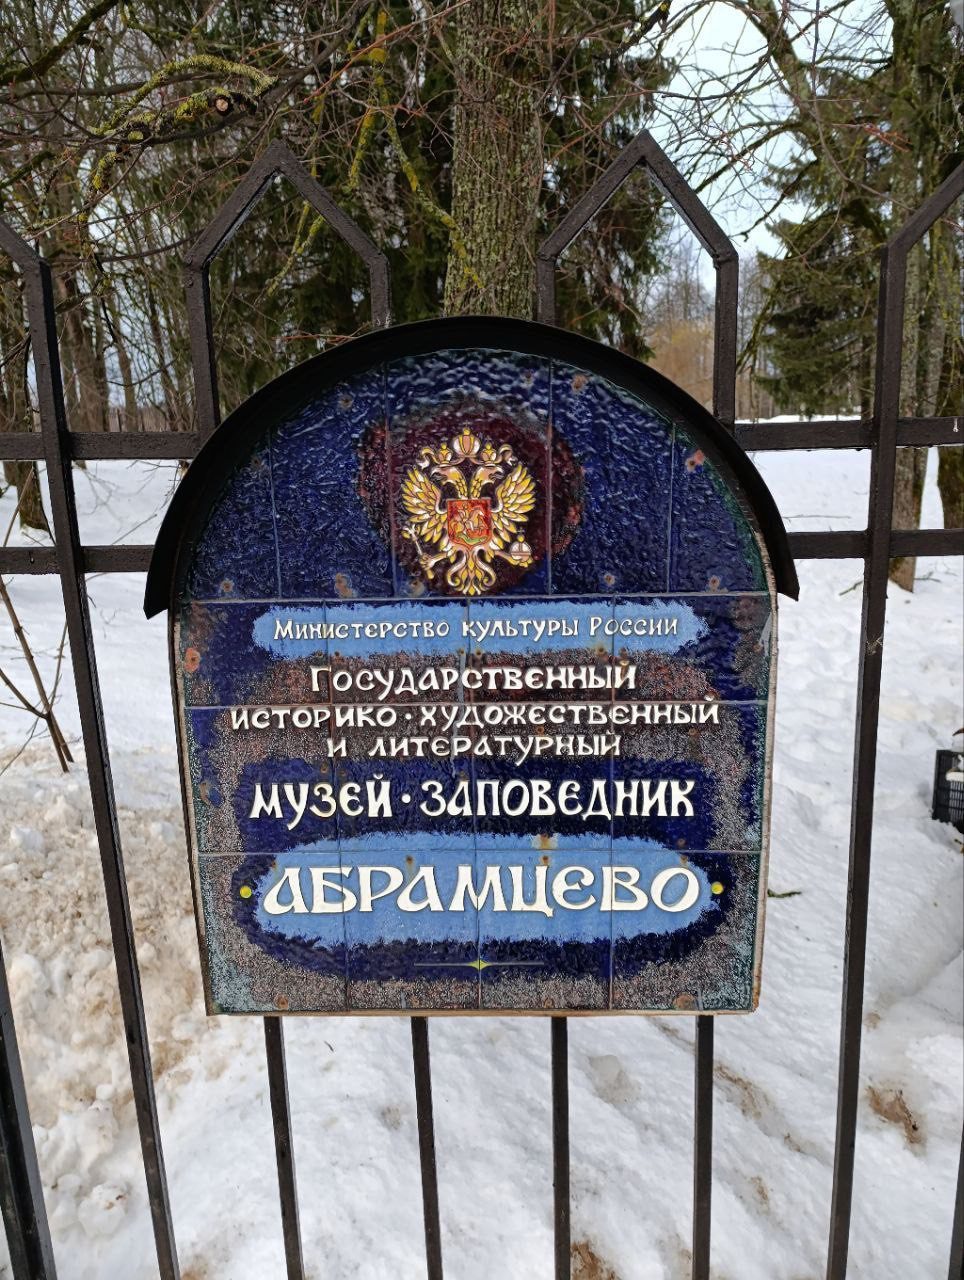 Министерство культуры России
Государственный
историко·художественный
и литературный
музей·заповедник
Абрамцево